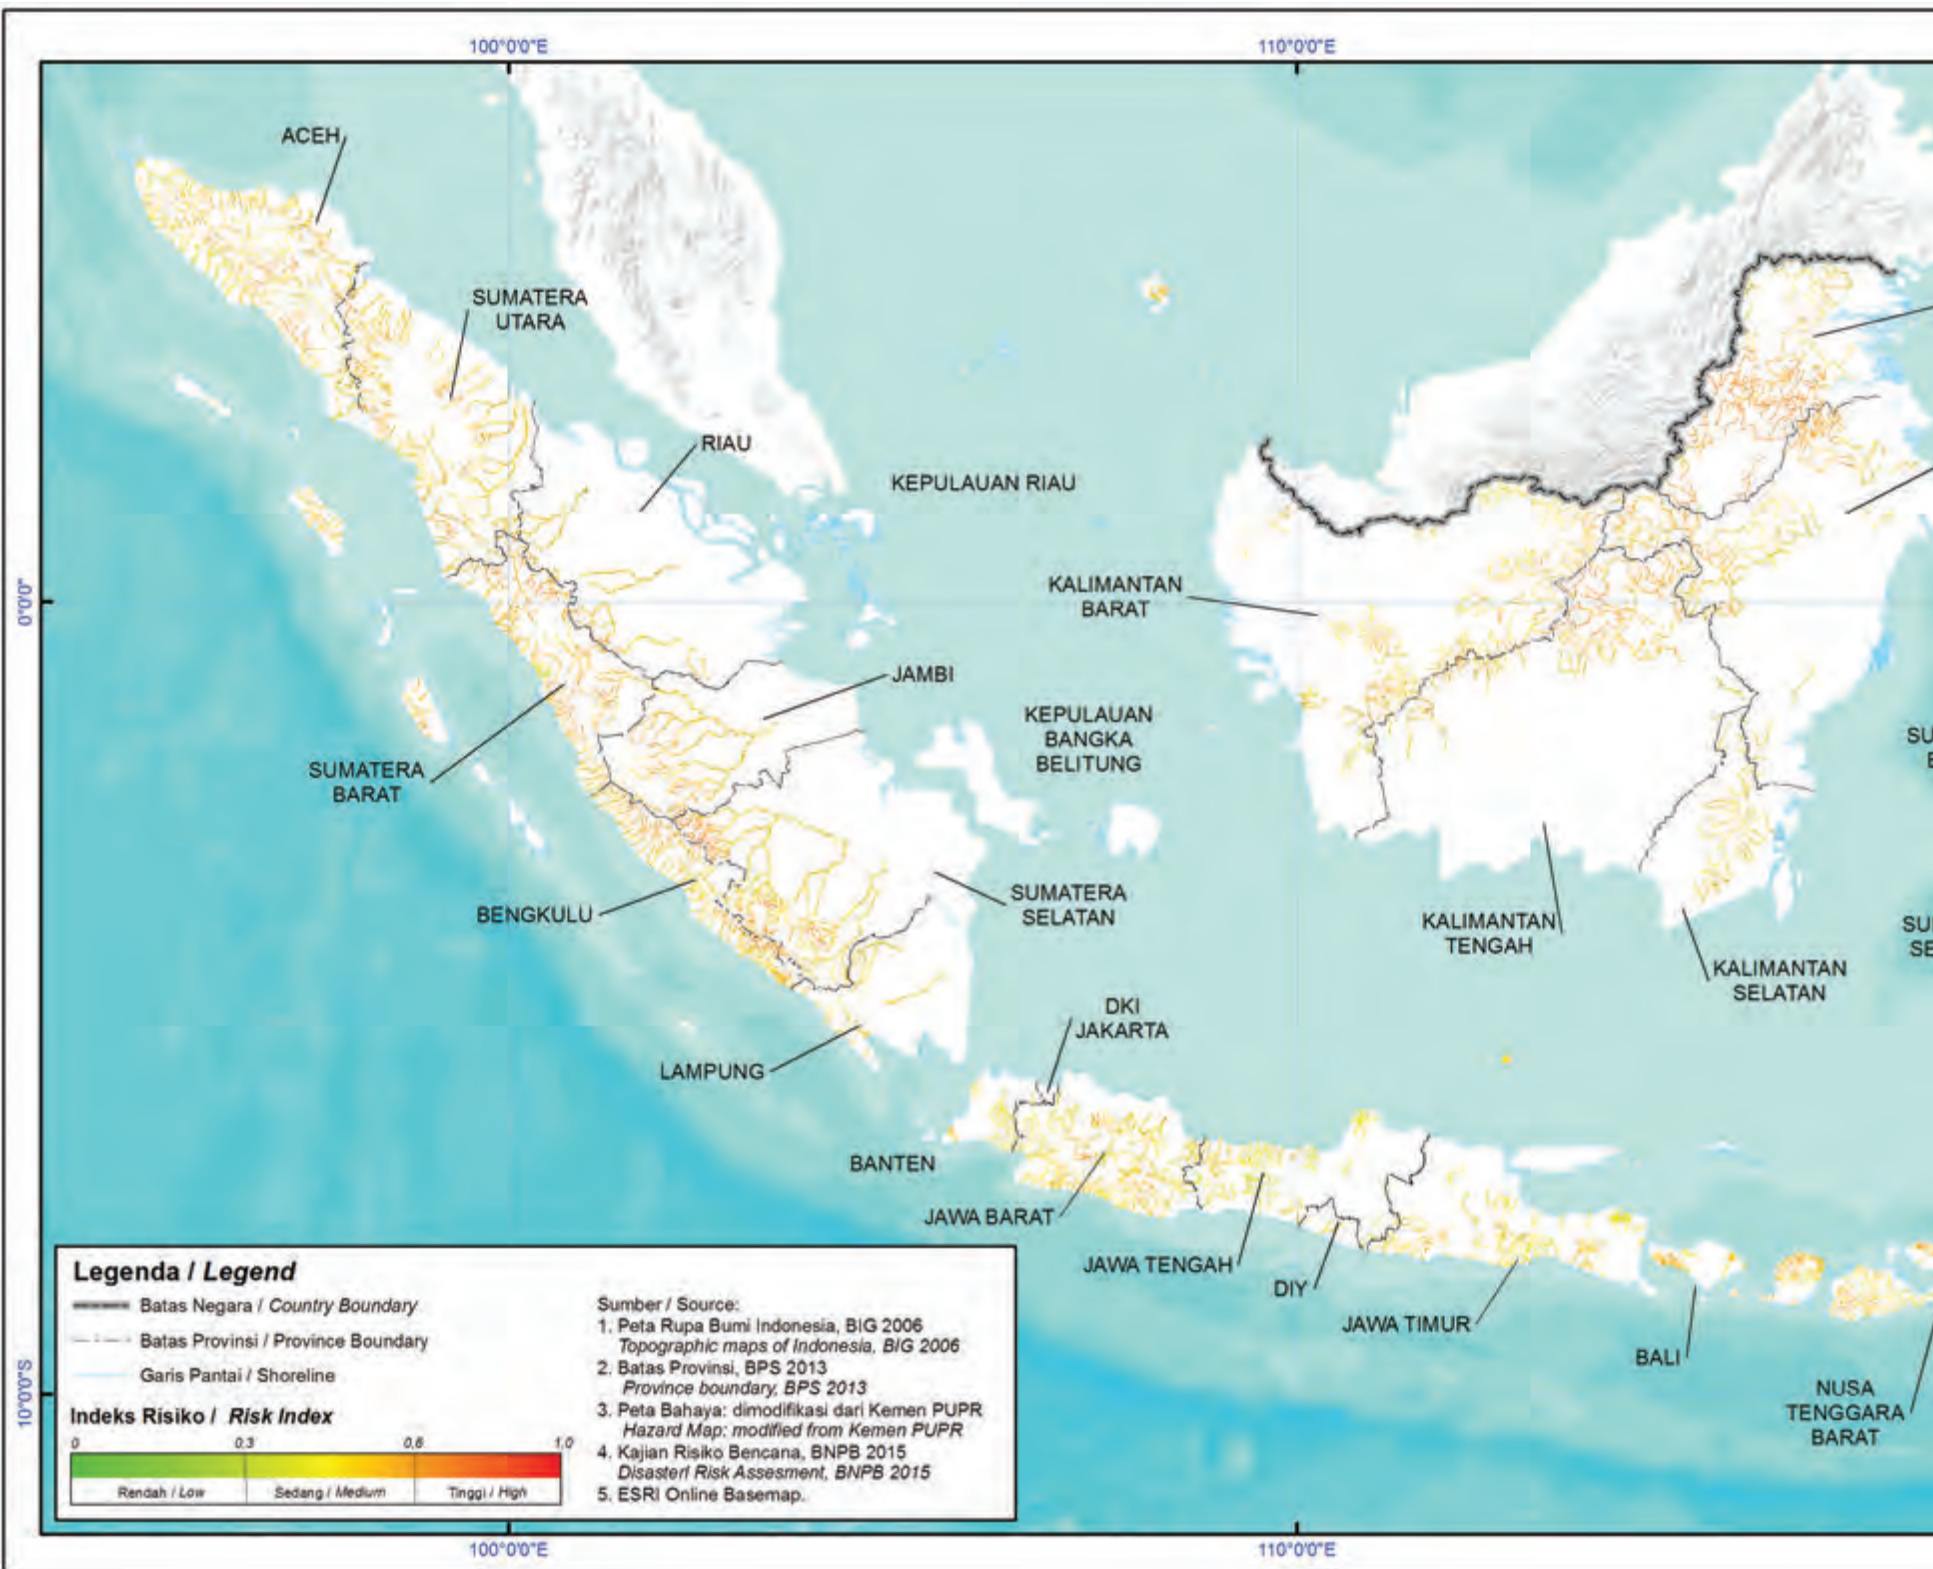 100°0'0"E
110°0'0"E
ACEH
SUMATERA
UTARA
RIAU
KEPULAUAN RIAU
0°0'0"
KALIMANTAN
BARAT
JAMBI
KEPULAUAN
BANGKA
BELITUNG
SU
SUMATERA
BARAT
BENGKULU
SUMATERA
SELATAN
KALIMANTAN
TENGAH
SU
SE
KALIMANTAN
SELATAN
DKI
JAKARTA
LAMPUNG
BANTEN
JAWA BARAT
JAWA TENGAH
DIY
JAWA TIMUR
BALI
NUSA
TENGGARA
BARAT
10°0'0"S
Legenda / Legend
Batas Negara / Country Boundary
Batas Provinsi / Province Boundary
Garis Pantai / Shoreline
Indeks Risiko / Risk Index
0 0,3 0,6 1,0
Rendah / Low Sedang / Medium Tinggi / High
Sumber / Source:
1. Peta Rupa Bumi Indonesia, BIG 2006
Topographic maps of Indonesia, BIG 2006
2. Batas Provinsi, BPS 2013
Province boundary, BPS 2013
3. Peta Bahaya: dimodifikasi dari Kemen PUPR
Hazard Map: modified from Kemen PUPR
4. Kajian Risiko Bencana, BNPB 2015
Disasterl Risk Assesment, BNPB 2015
5. ESRI Online Basemap.
100°0'0"E
110°0'0"E